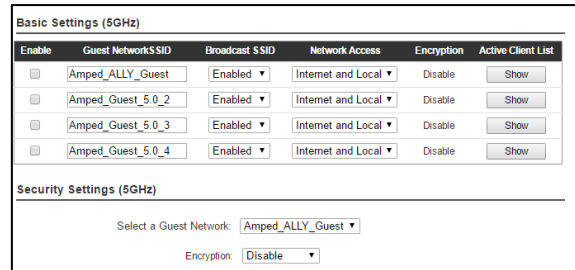 Basic Settings (5GHz)
Enable Guest NetworkSSID Broadcast SSID Network Access Encryption Active Client List
Amped_ALLY_Guest Enabled Internet and Local Disable Show
Amped_Guest_5.0_2 Enabled Internet and Local Disable Show
Amped_Guest_5.0_3 Enabled Internet and Local Disable Show
Amped_Guest_5.0_4 Enabled Internet and Local Disable Show
Security Settings (5GHz)
Select a Guest Network: Amped_ALLY_Guest
Encryption: Disable